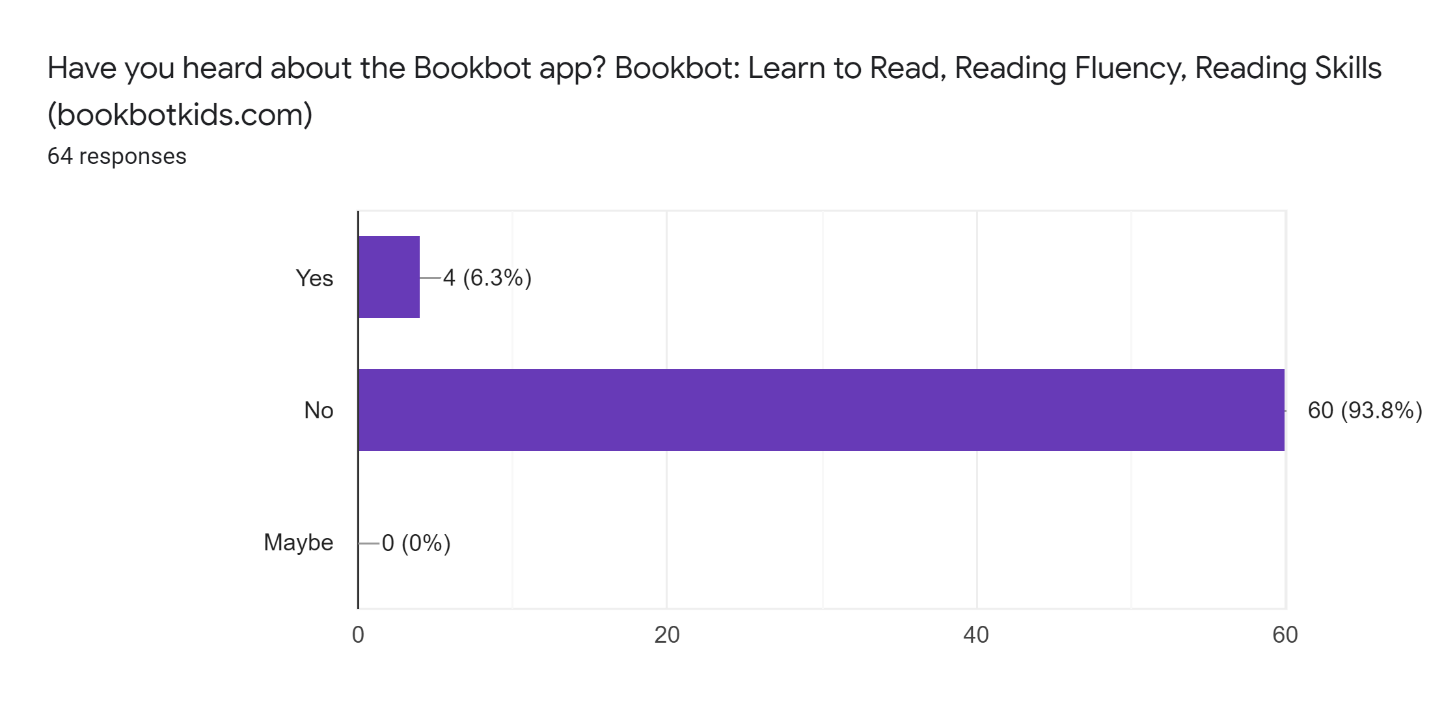 Have you heard about the Bookbot app? Bookbot: Learn to Read, Reading Fluency, Reading Skills
(bookbotkids.com)
64 responses
Yes
4 (6.3%)
No
60 (93.8%)
Maybe
0 (0%)
0 20 40 60